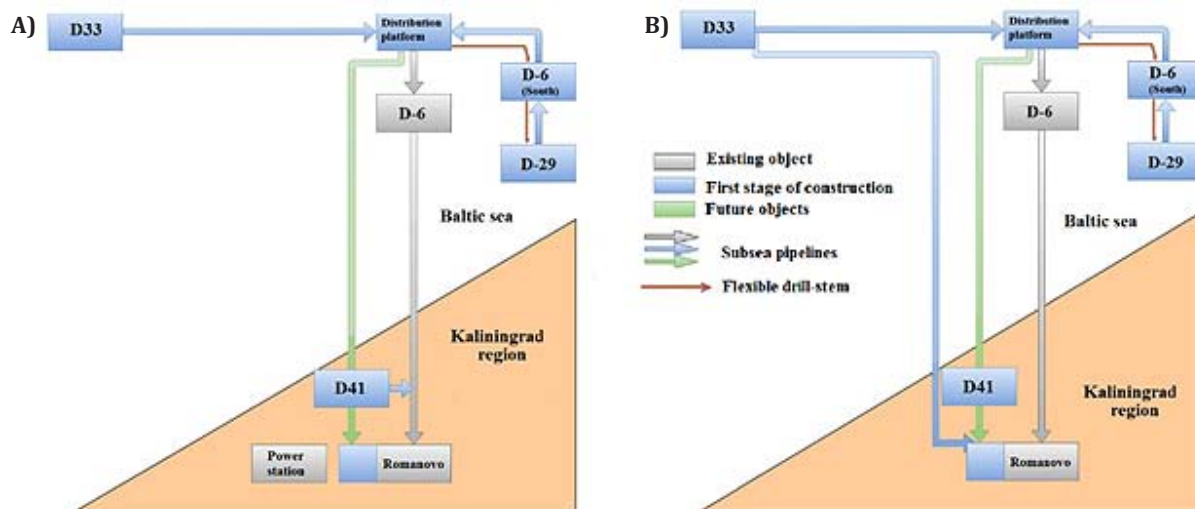 A)
D33
Distribution
platform
D-6
(South)
D-6
D-29
Baltic sea
Kaliningrad
region
D41
Power
station
Romanovo
B)
D33
Distribution
platform
D-6
(South)
D-6
D-29
Existing object
First stage of construction
Future objects
Subsea pipelines
Flexible drill-stem
Baltic sea
Kaliningrad
region
D41
Romanovo